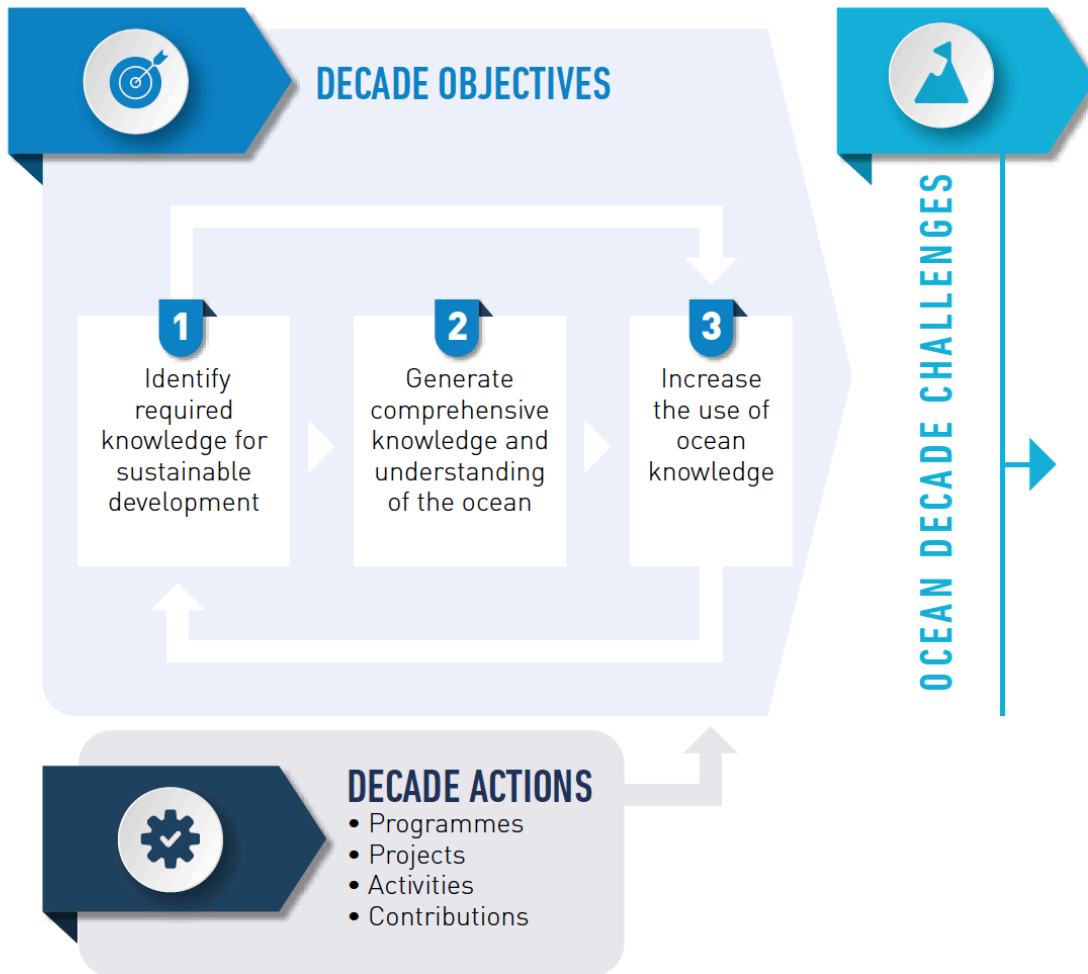 DECADE OBJECTIVES
1
Identify
required
knowledge for
sustainable
development
2
Generate
comprehensive
knowledge and
understanding
of the ocean
3
Increase
the use of
ocean
knowledge
OCEAN DECADE CHALLENGES
DECADE ACTIONS
• Programmes
• Projects
• Activities
• Contributions